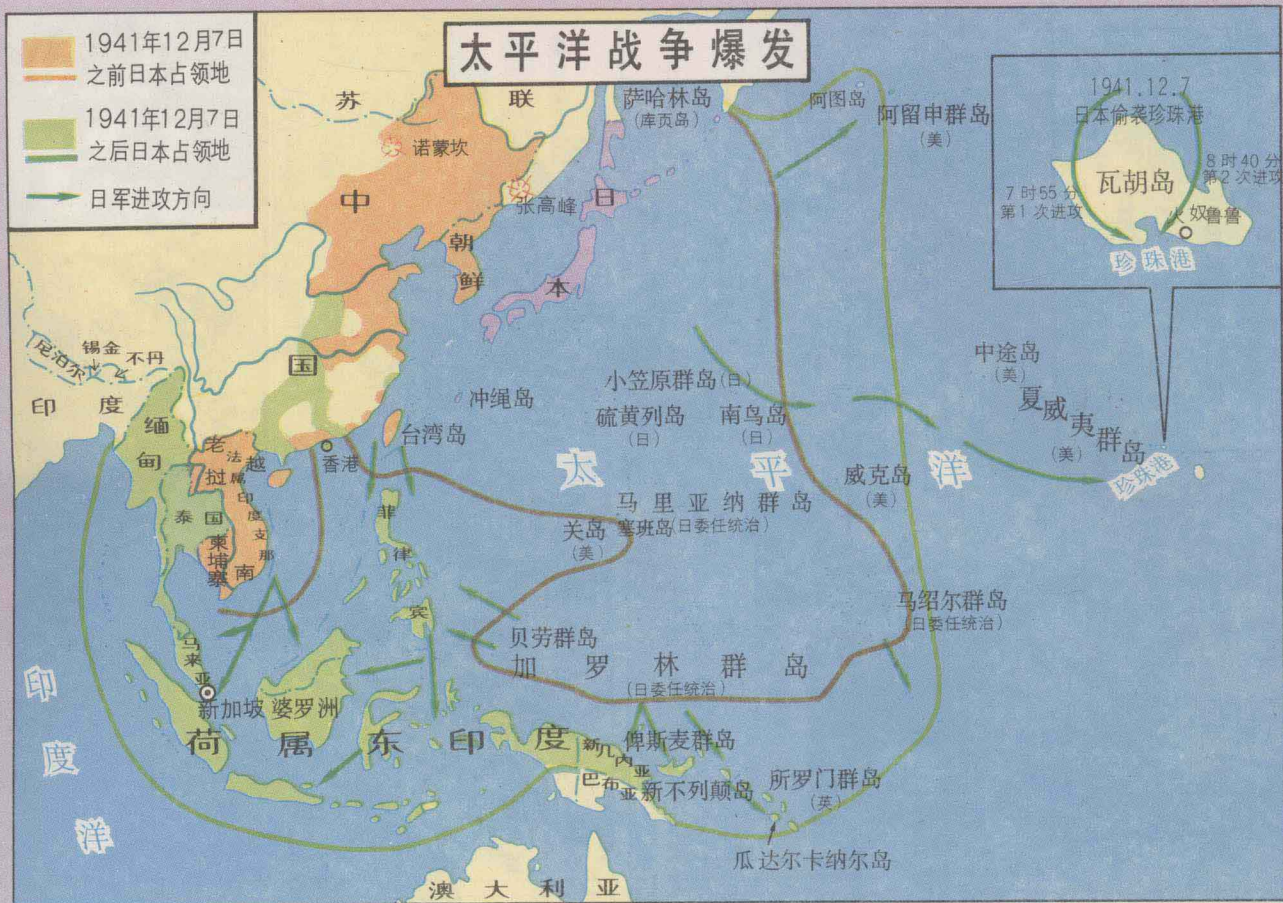 太平洋战争爆发
1941年12月7日
之前日本占领地
1941年12月7日
之后日本占领地
日军进攻方向
苏联
诺蒙坎
张高峰
中国
朝鲜
日本
萨哈林岛
(库页岛)
阿图岛
阿留申群岛
(美)
1941.12.7
日本偷袭珍珠港
8时40分
第2次进攻
瓦胡岛
7时55分
第1次进攻
火奴鲁鲁
珍珠港
尼泊尔
锡金
不丹
印度
缅甸
老挝
法属印度支那
越南
泰国
柬埔寨
香港
台湾岛
冲绳岛
小笠原群岛(日)
硫黄列岛
(日)
南鸟岛
(日)
中途岛
(美)
夏威夷群岛
(美)
珍珠港
太平洋
威克岛
(美)
马里亚纳群岛
塞班岛(日委任统治)
关岛
(美)
菲律宾
马绍尔群岛
(日委任统治)
贝劳群岛
加罗林群岛
(日委任统治)
马来亚
新加坡
婆罗洲
荷属东印度
新几内亚
俾斯麦群岛
巴布亚
新不列颠岛
所罗门群岛
(英)
瓜达尔卡纳尔岛
印度洋
澳大利亚